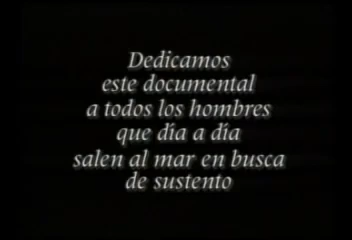 Dedicamos
este documental
a todos los hombres
que día a día
salen al mar en busca
de sustento